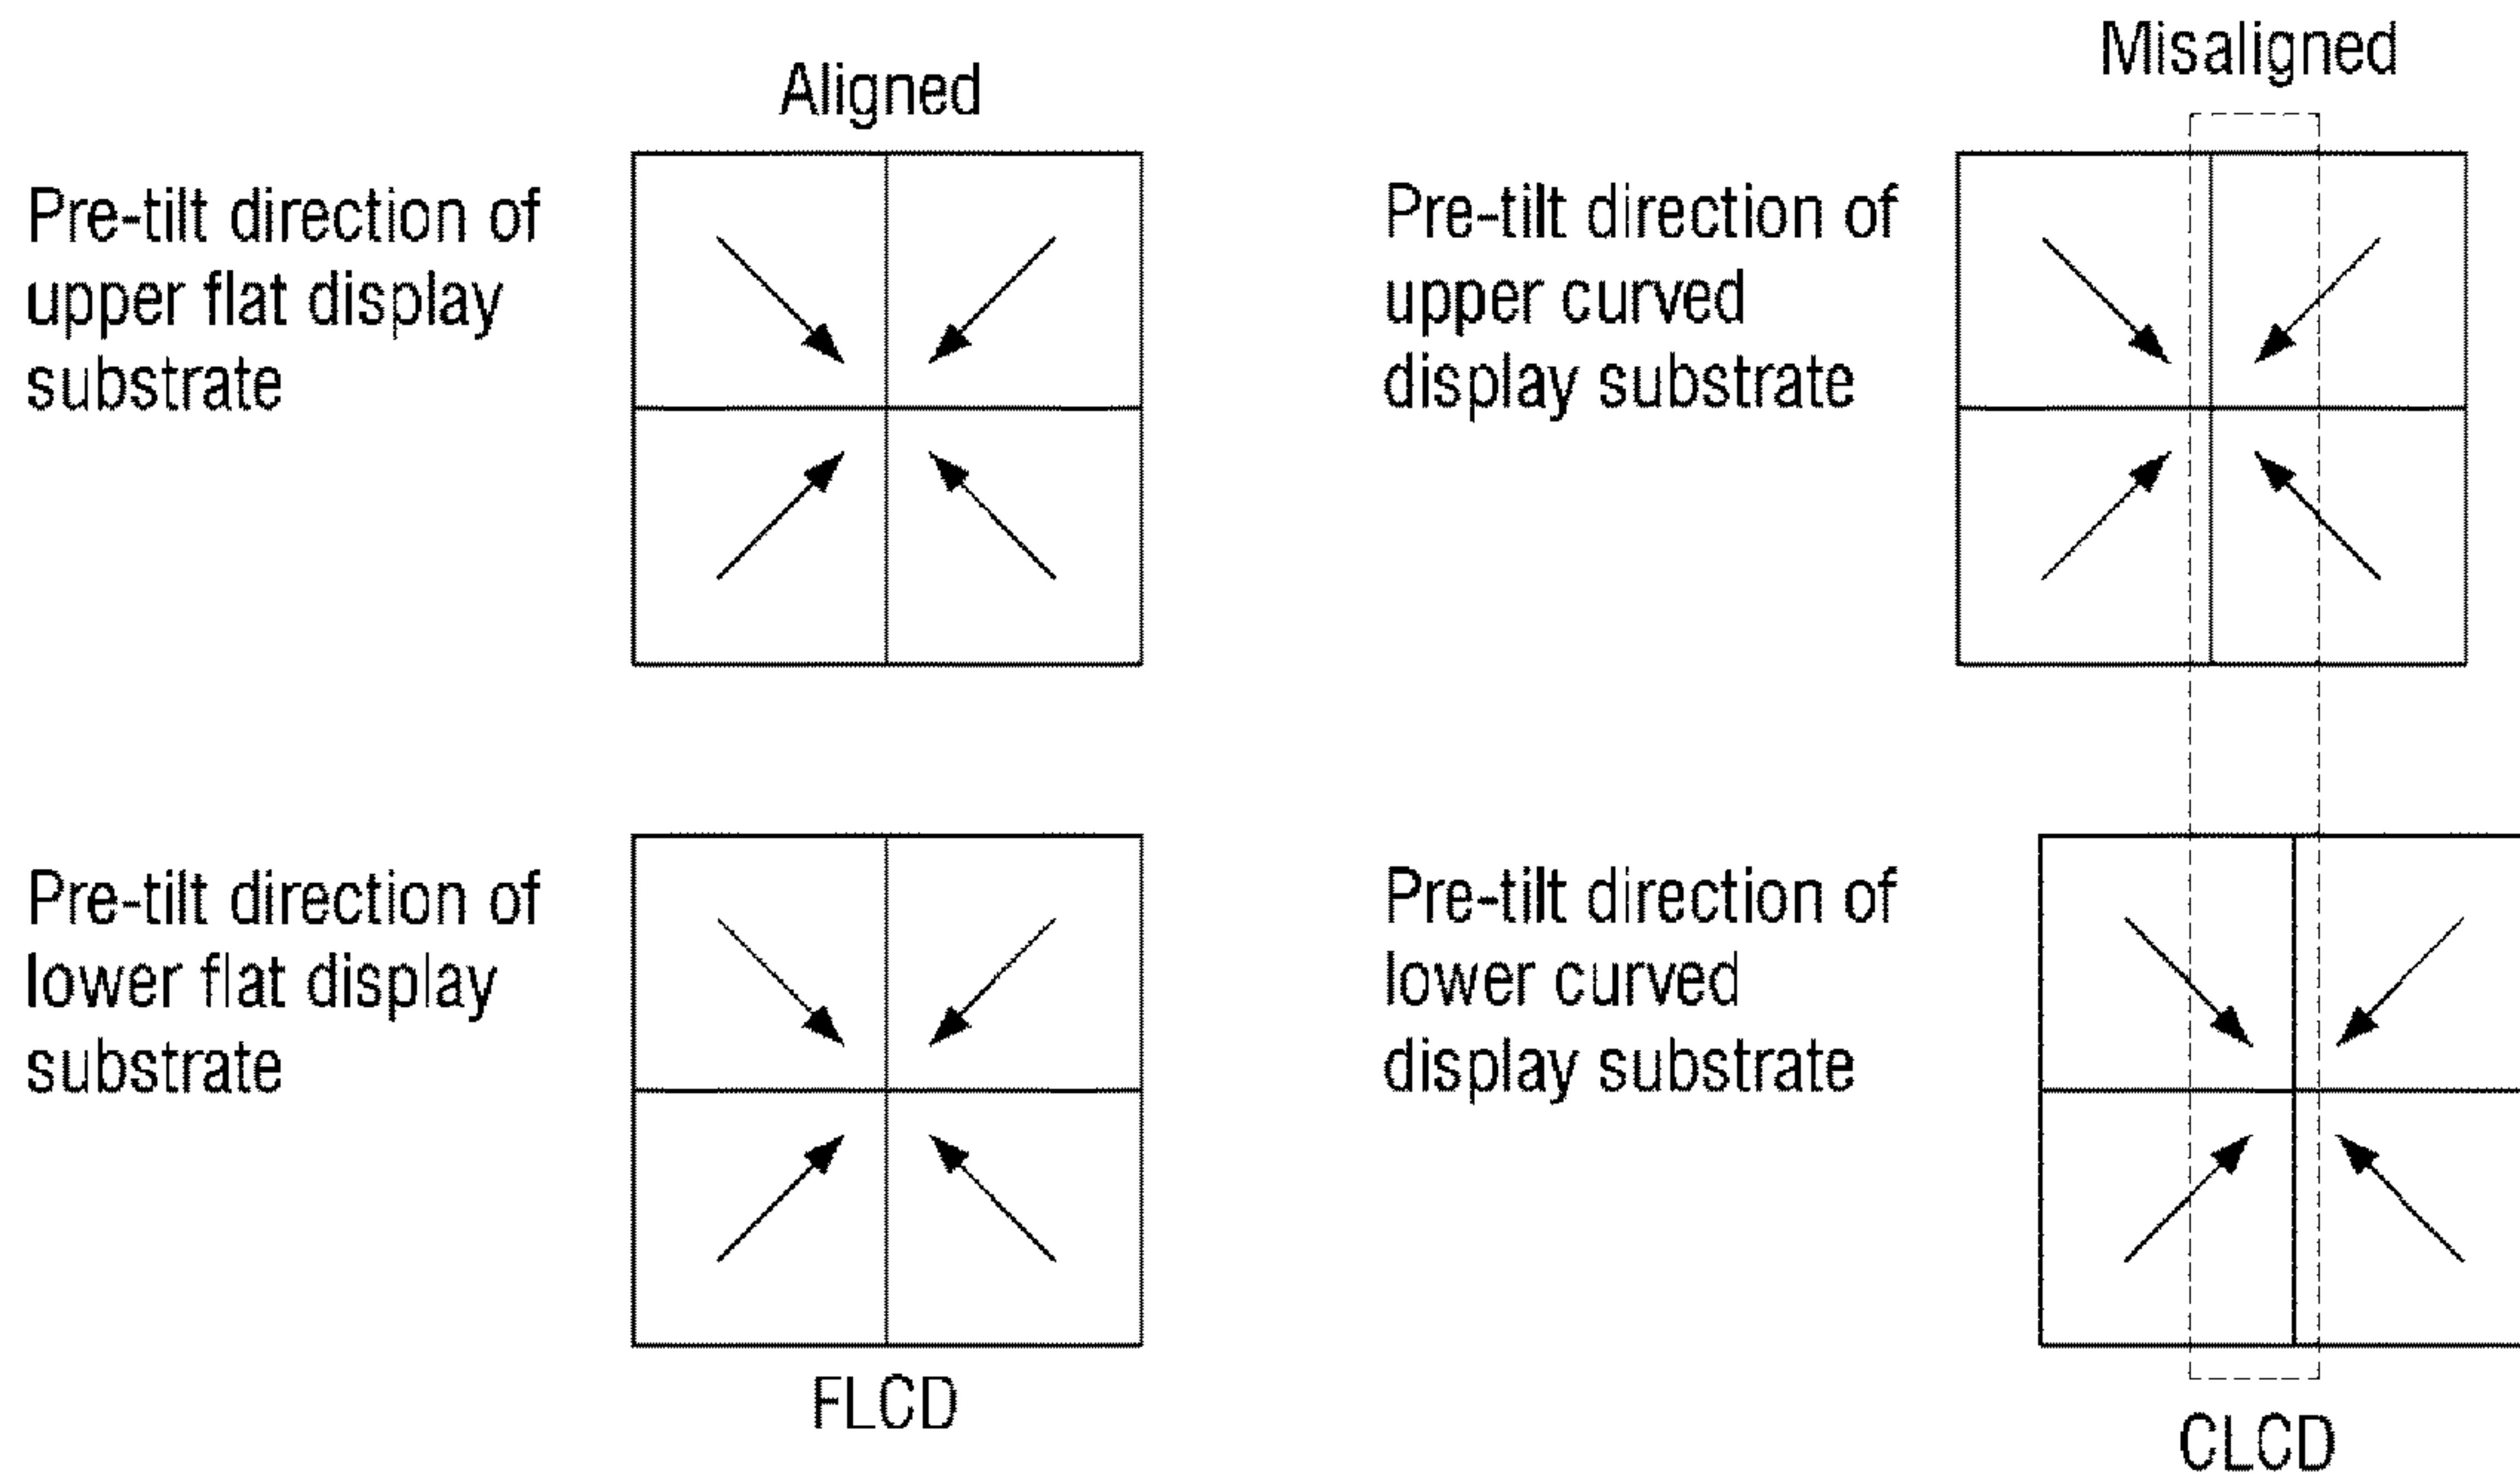 Aligned
Pre-tilt direction of
upper flat display
substrate
Pre-tilt direction of
lower flat display
substrate
FLCD
Misaligned
Pre-tilt direction of
upper curved
display substrate
Pre-tilt direction of
lower curved
display substrate
CLCD